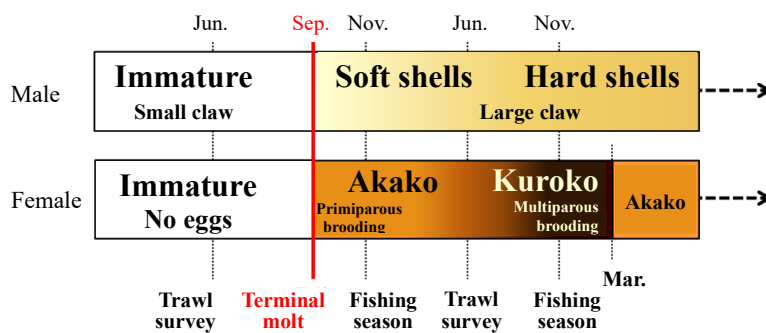 Jun. Sep. Nov. Jun. Nov.
Male
Immature Soft shells Hard shells
Small claw Large claw
Female
Immature Akako Kuroko Akako
No eggs Primiparous Multiparous
brooding brooding
Mar.
Trawl Terminal Fishing Trawl Fishing
survey molt season survey season